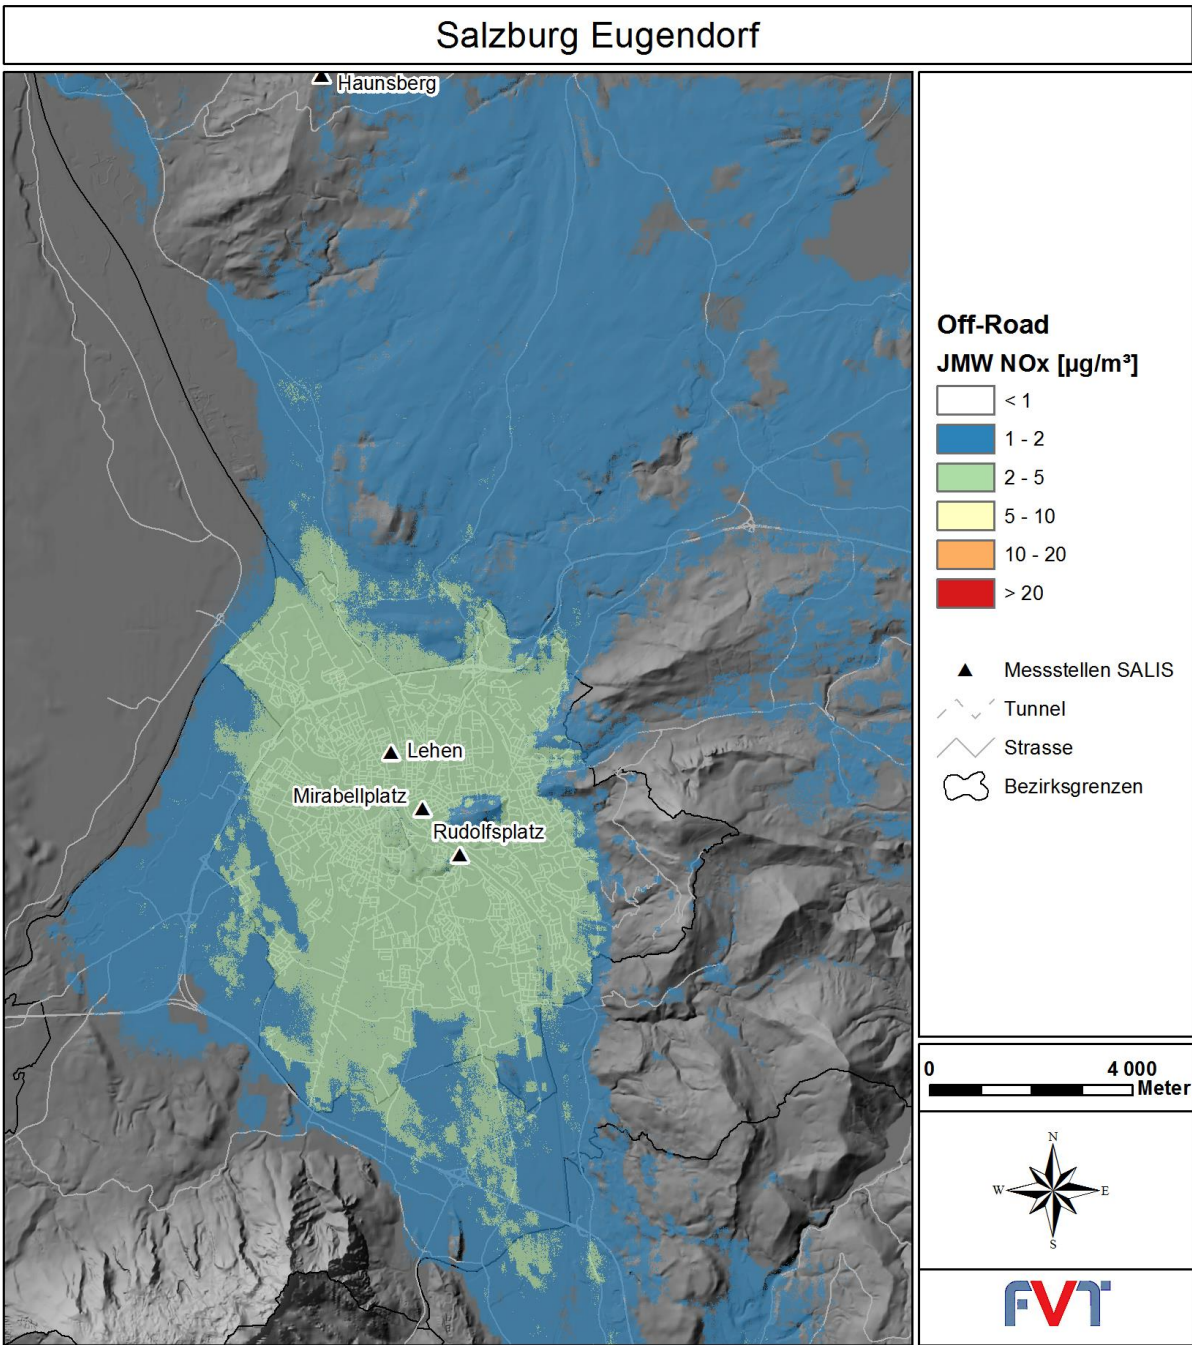 Salzburg Eugendorf
Haunsberg
Lehen
Mirabellplatz
Rudolfsplatz
Off-Road
JMW NOx [µg/m³]
< 1
1 - 2
2 - 5
5 - 10
10 - 20
> 20
Messstellen SALIS
Tunnel
Strasse
Bezirksgrenzen
0 4 000
Meter
N
W E
S
FVT